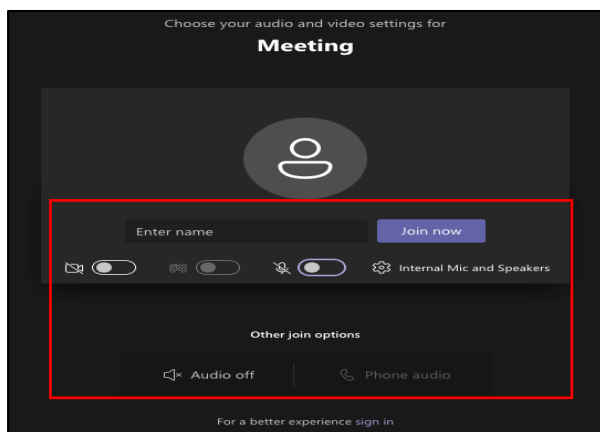 Choose your audio and video settings for
Meeting
Enter name
Join now
Internal Mic and Speakers
Other join options
Audio off
Phone audio
For a better experience sign in